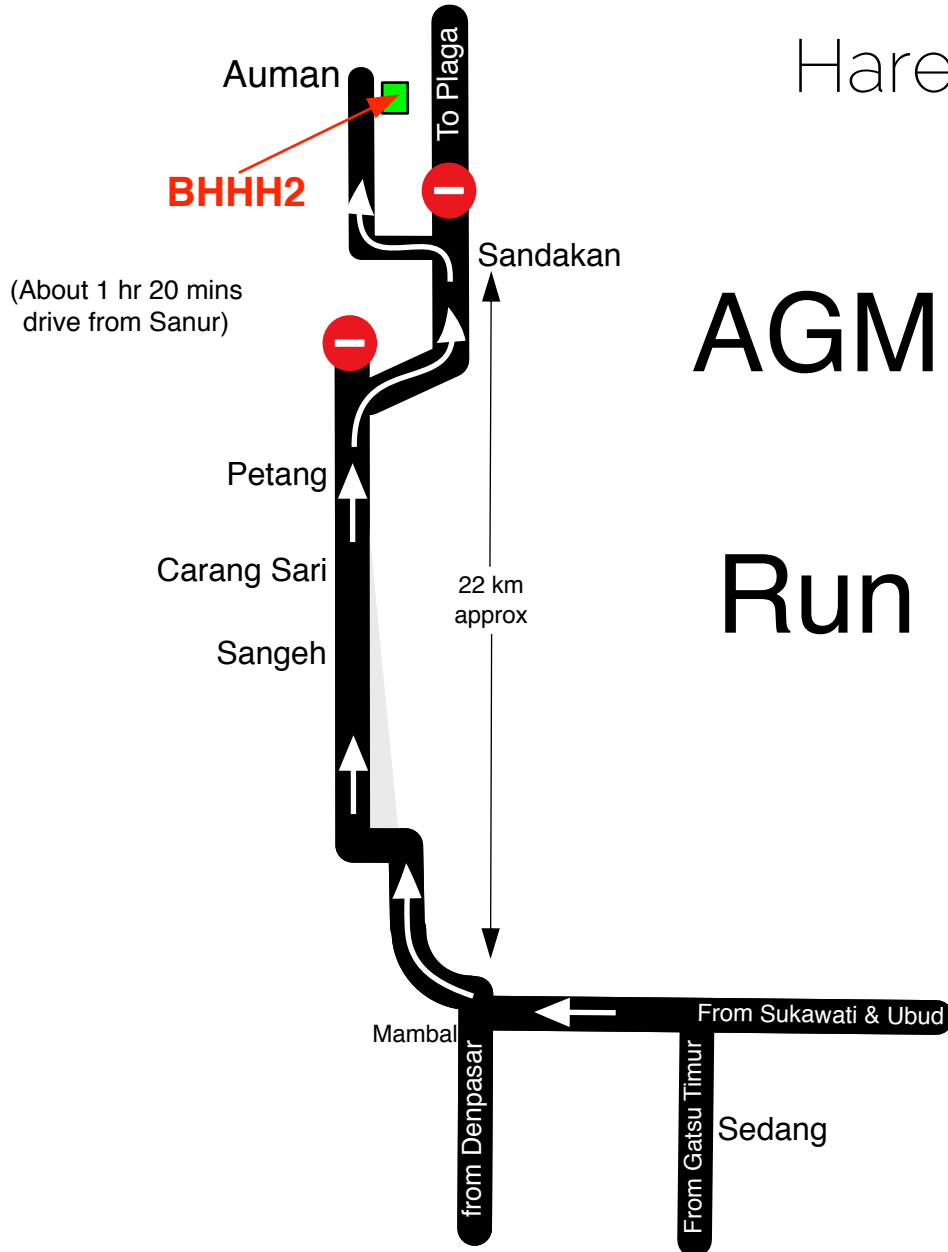 Hare
To Plaga
Auman
BHHH2
Sandakan
(About 1 hr 20 mins
drive from Sanur)
AGM
Petang
Carang Sari
22 km
approx
Run
Sangeh
From Sukawati & Ubud
Mambal
from Denpasar
From Gatsu Timur
Sedang